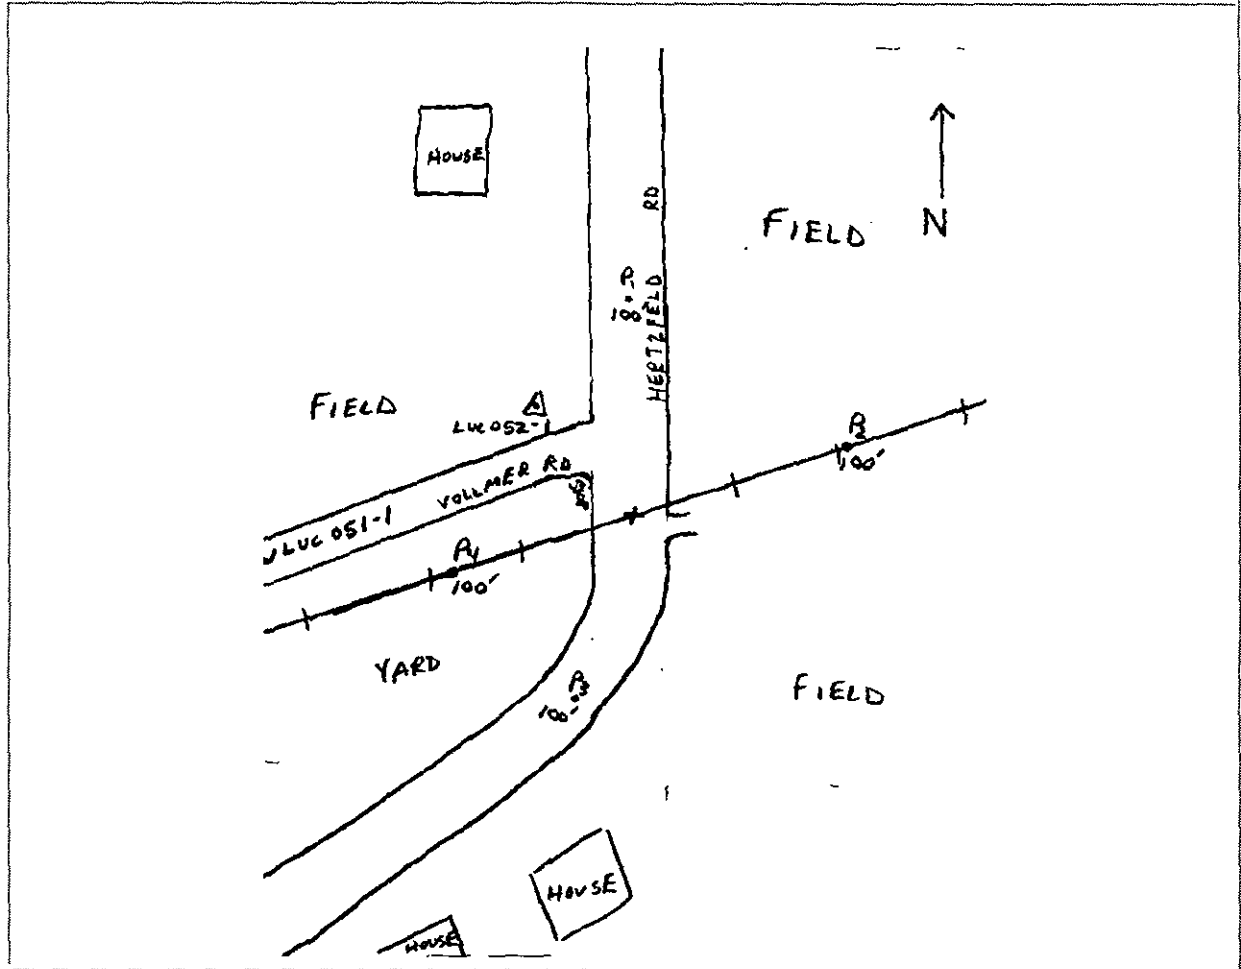 HOUSE
FIELD
N
RD
HERTZFIELD
P1
100'
FIELD
LUC 052-1
P2
100'
VOLLMER RD
LUC 051-1
P4
100'
YARD
FIELD
P3
100'
HOUSE
HOUSE